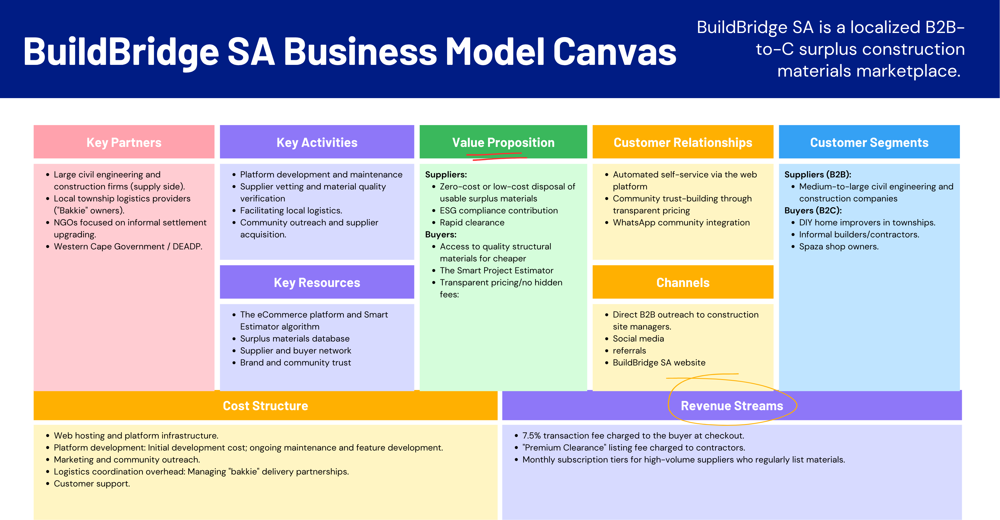 BuildBridge SA Business Model Canvas
BuildBridge SA is a localized B2B-
to-C surplus construction
materials marketplace.
Key Partners
• Large civil engineering and
construction firms (supply side).
• Local township logistics providers
("Bakkie" owners).
• NGOs focused on informal settlement
upgrading.
• Western Cape Government / DEADP.
Key Activities
• Platform development and maintenance
• Supplier vetting and material quality
verification
• Facilitating local logistics.
• Community outreach and supplier
acquisition.
Key Resources
• The eCommerce platform and Smart
Estimator algorithm
• Surplus materials database
• Supplier and buyer network
• Brand and community trust
Value Proposition
Suppliers:
• Zero-cost or low-cost disposal of
usable surplus materials
• ESG compliance contribution
• Rapid clearance
Buyers:
• Access to quality structural
materials for cheaper
• The Smart Project Estimator
• Transparent pricing/no hidden
fees:
Customer Relationships
• Automated self-service via the web
platform
• Community trust-building through
transparent pricing
• WhatsApp community integration
Channels
• Direct B2B outreach to construction
site managers.
• Social media
• referrals
• BuildBridge SA website
Customer Segments
Suppliers (B2B):
• Medium-to-large civil engineering and
construction companies
Buyers (B2C):
• DIY home improvers in townships.
• Informal builders/contractors.
• Spaza shop owners.
Cost Structure
• Web hosting and platform infrastructure.
• Platform development: Initial development cost; ongoing maintenance and feature development.
• Marketing and community outreach.
• Logistics coordination overhead: Managing "bakkie" delivery partnerships.
• Customer support.
Revenue Streams
• 7.5% transaction fee charged to the buyer at checkout.
• "Premium Clearance" listing fee charged to contractors.
• Monthly subscription tiers for high-volume suppliers who regularly list materials.